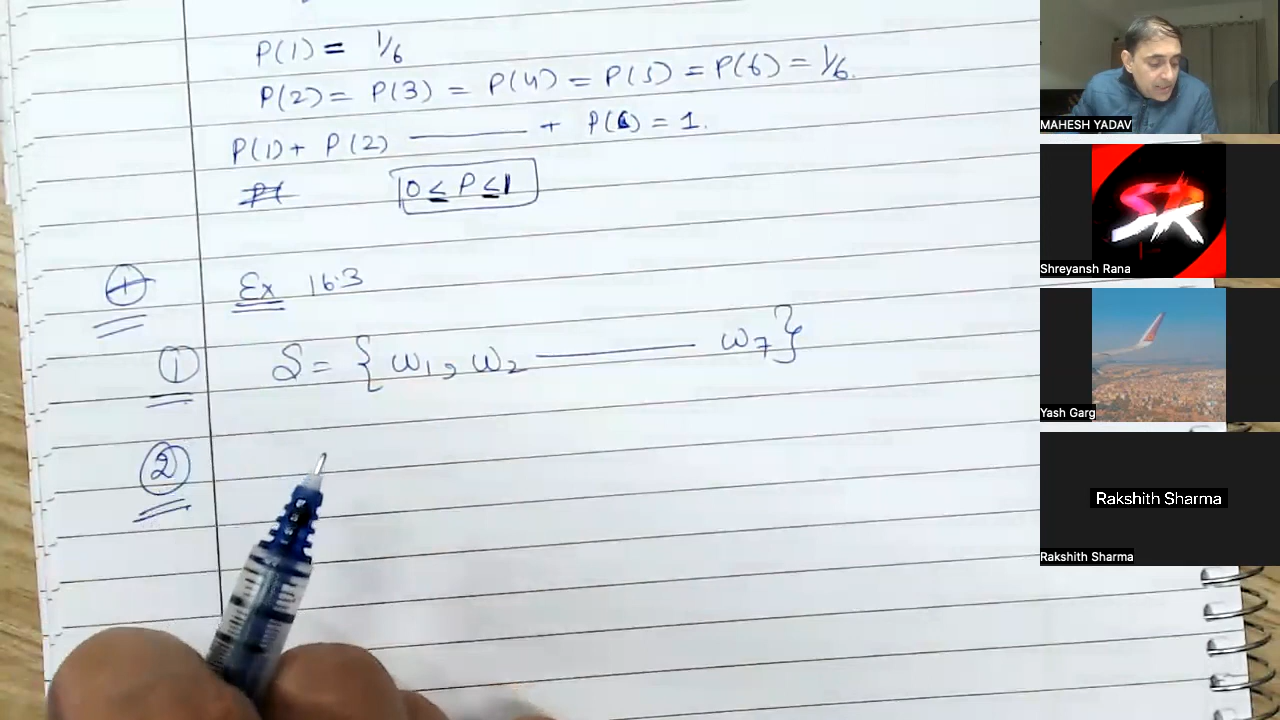 P(1) = 1/6
P(2) = P(3) = P(4) = P(5) = P(6) = 1/6.
P(1) + P(2) ——— + P(6) = 1.
0 ≤ P ≤ 1
Ex 16.3
① S = { ω1, ω2 ——— ω7 }
②
MAHESH YADAV
SR
Shreyansh Rana
Yash Garg
Rakshith Sharma
Rakshith Sharma